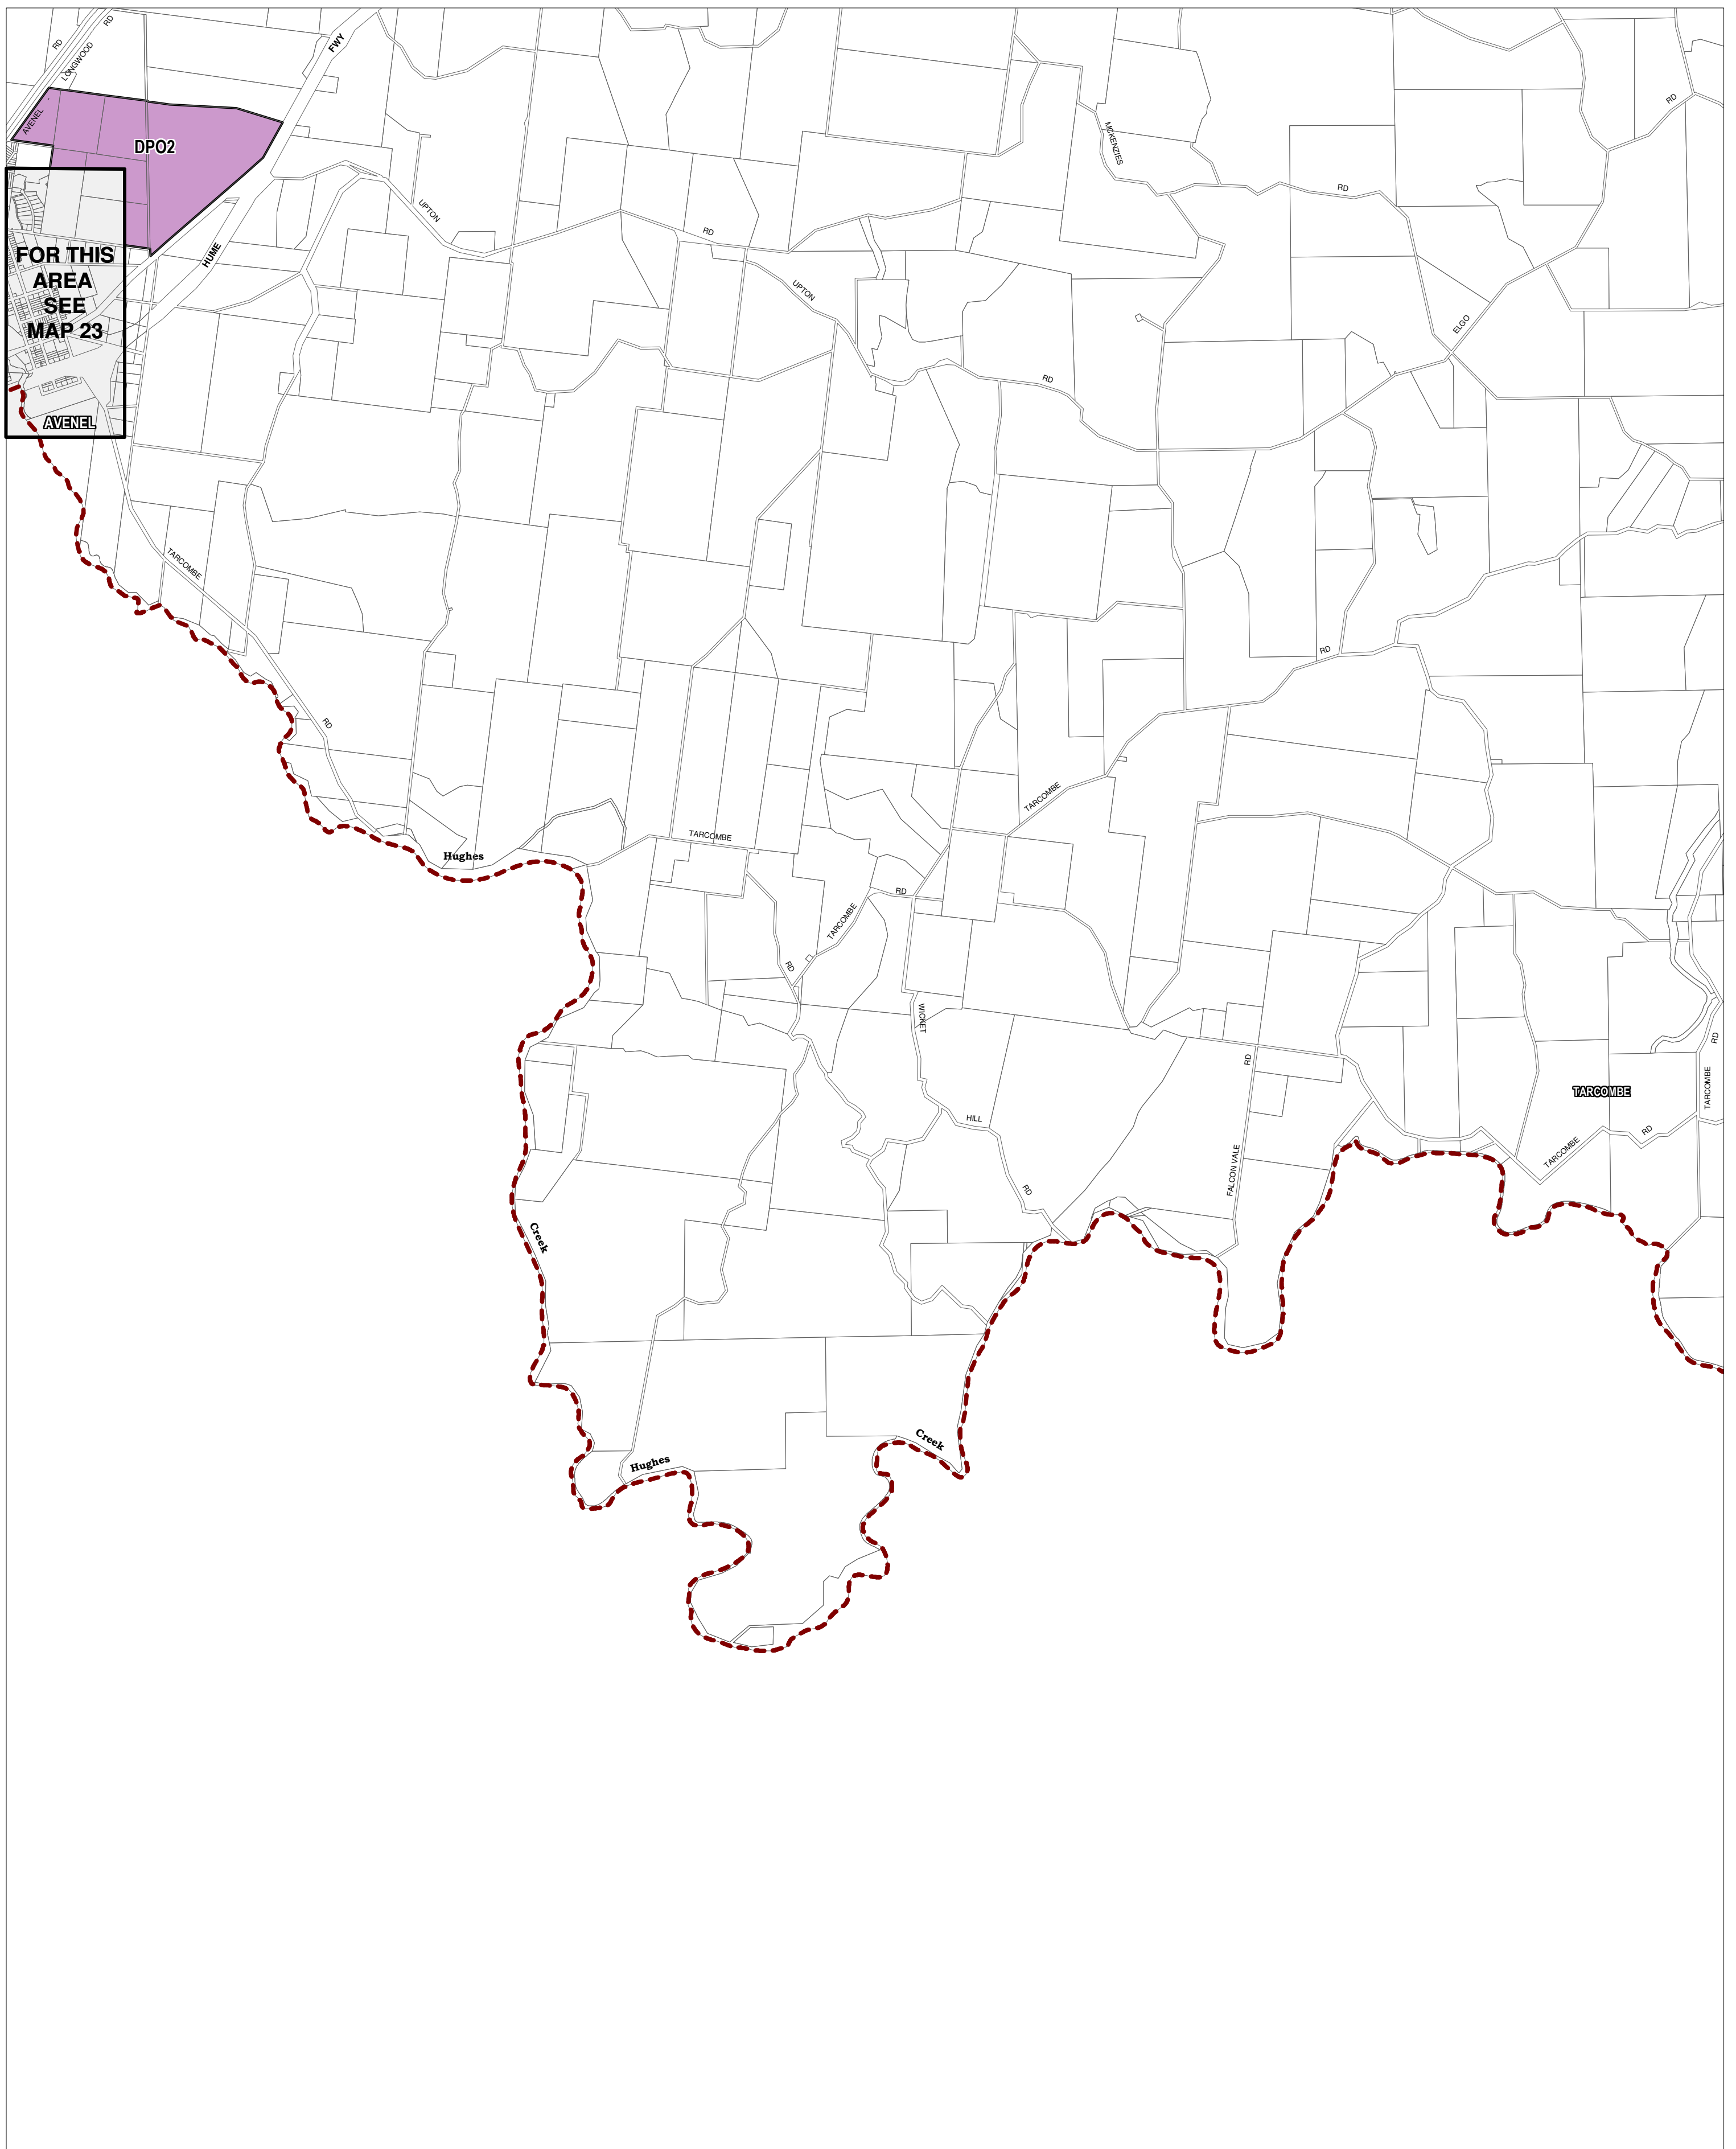 RD
LONGWOOD
RD
FWY
AVENEL
DPO2
MCKENZIES
RD
RD
UPTON
RD
HUME
FOR THIS
AREA
SEE
MAP 23
UPTON
ELGO
RD
AVENEL
TARCOMBE
RD
RD
TARCOMBE
TARCOMBE
Hughes
RD
TARCOMBE
RD
WICKET
RD
RD
TARCOMBE
TARCOMBE
HILL
RD
TARCOMBE
FALCON VALE
RD
Creek
Creek
Hughes